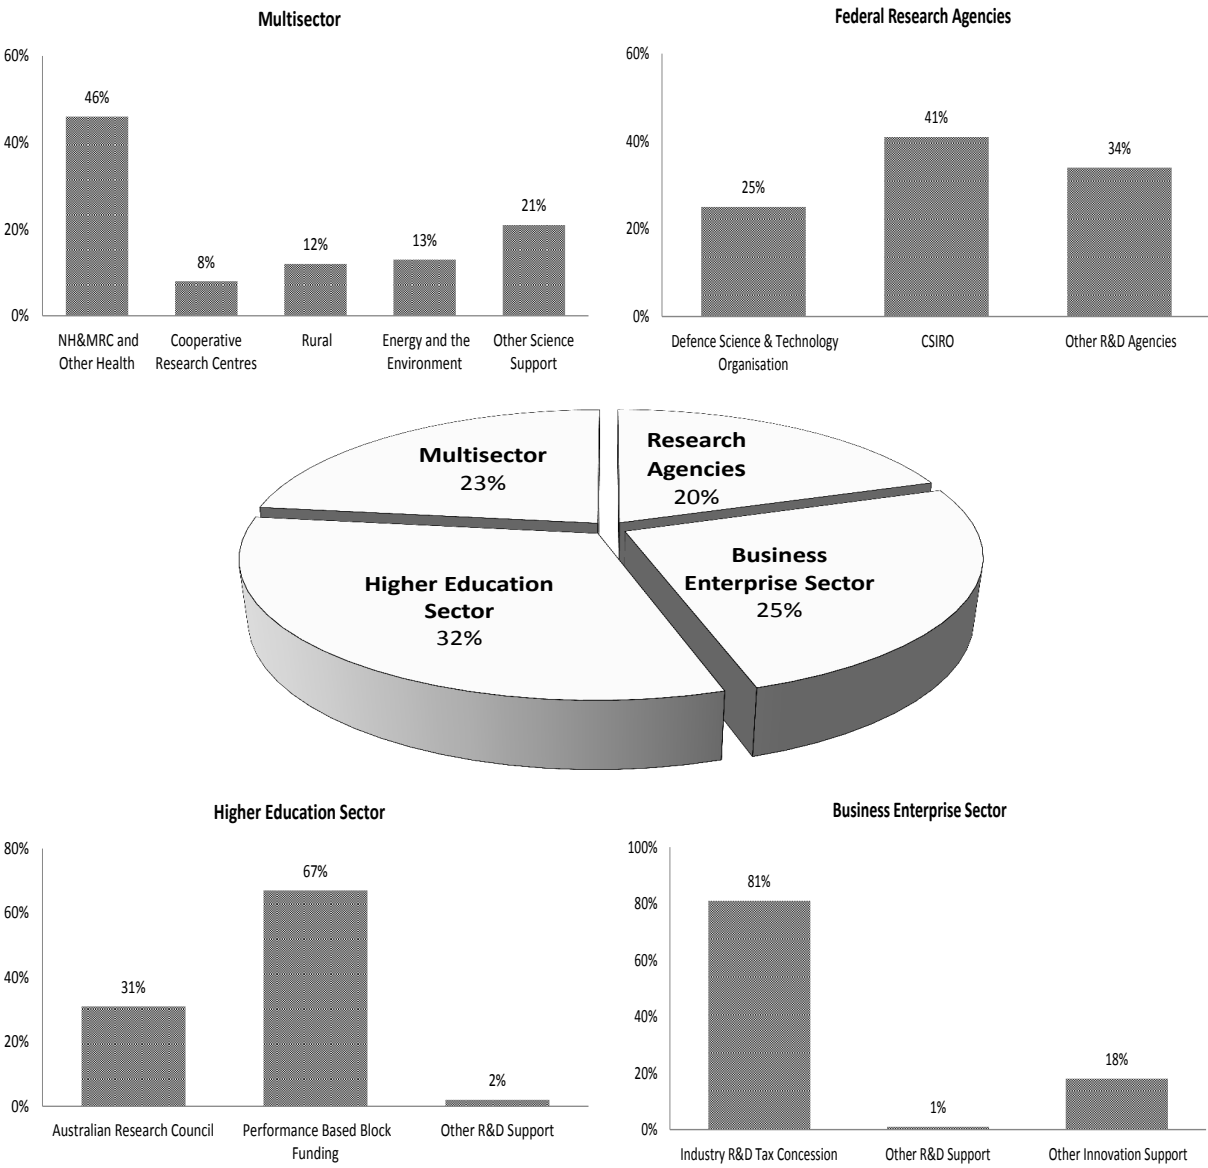 Multisector
60%
40%
20%
0%
46%
8%
12%
13%
21%
NH&MRC and
Other Health
Cooperative
Research Centres
Rural
Energy and the
Environment
Other Science
Support
Federal Research Agencies
60%
40%
20%
0%
25%
41%
34%
Defence Science & Technology
Organisation
CSIRO
Other R&D Agencies
Multisector
23%
Research
Agencies
20%
Higher Education
Sector
32%
Business
Enterprise Sector
25%
Higher Education Sector
80%
60%
40%
20%
0%
31%
67%
2%
Australian Research Council
Performance Based Block
Funding
Other R&D Support
Business Enterprise Sector
100%
80%
60%
40%
20%
0%
81%
1%
18%
Industry R&D Tax Concession
Other R&D Support
Other Innovation Support